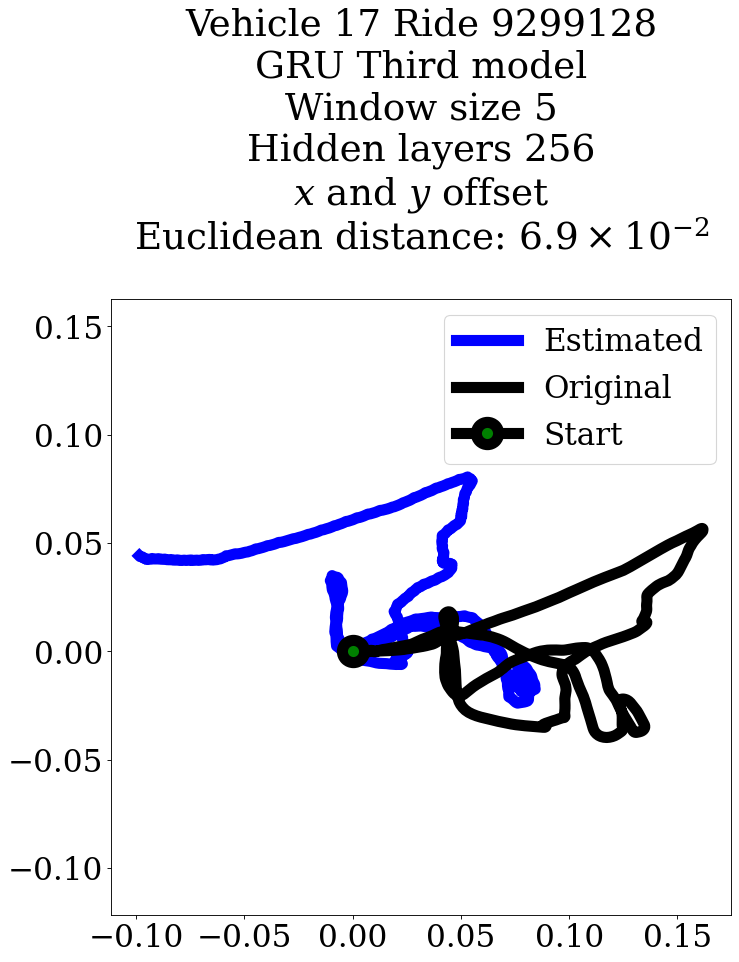 Vehicle 17 Ride 9299128
GRU Third model
Window size 5
Hidden layers 256
x and y offset
Euclidean distance: 6.9 × 10⁻²
Estimated
Original
Start
0.15
0.10
0.05
0.00
−0.05
−0.10
−0.10 −0.05 0.00 0.05 0.10 0.15